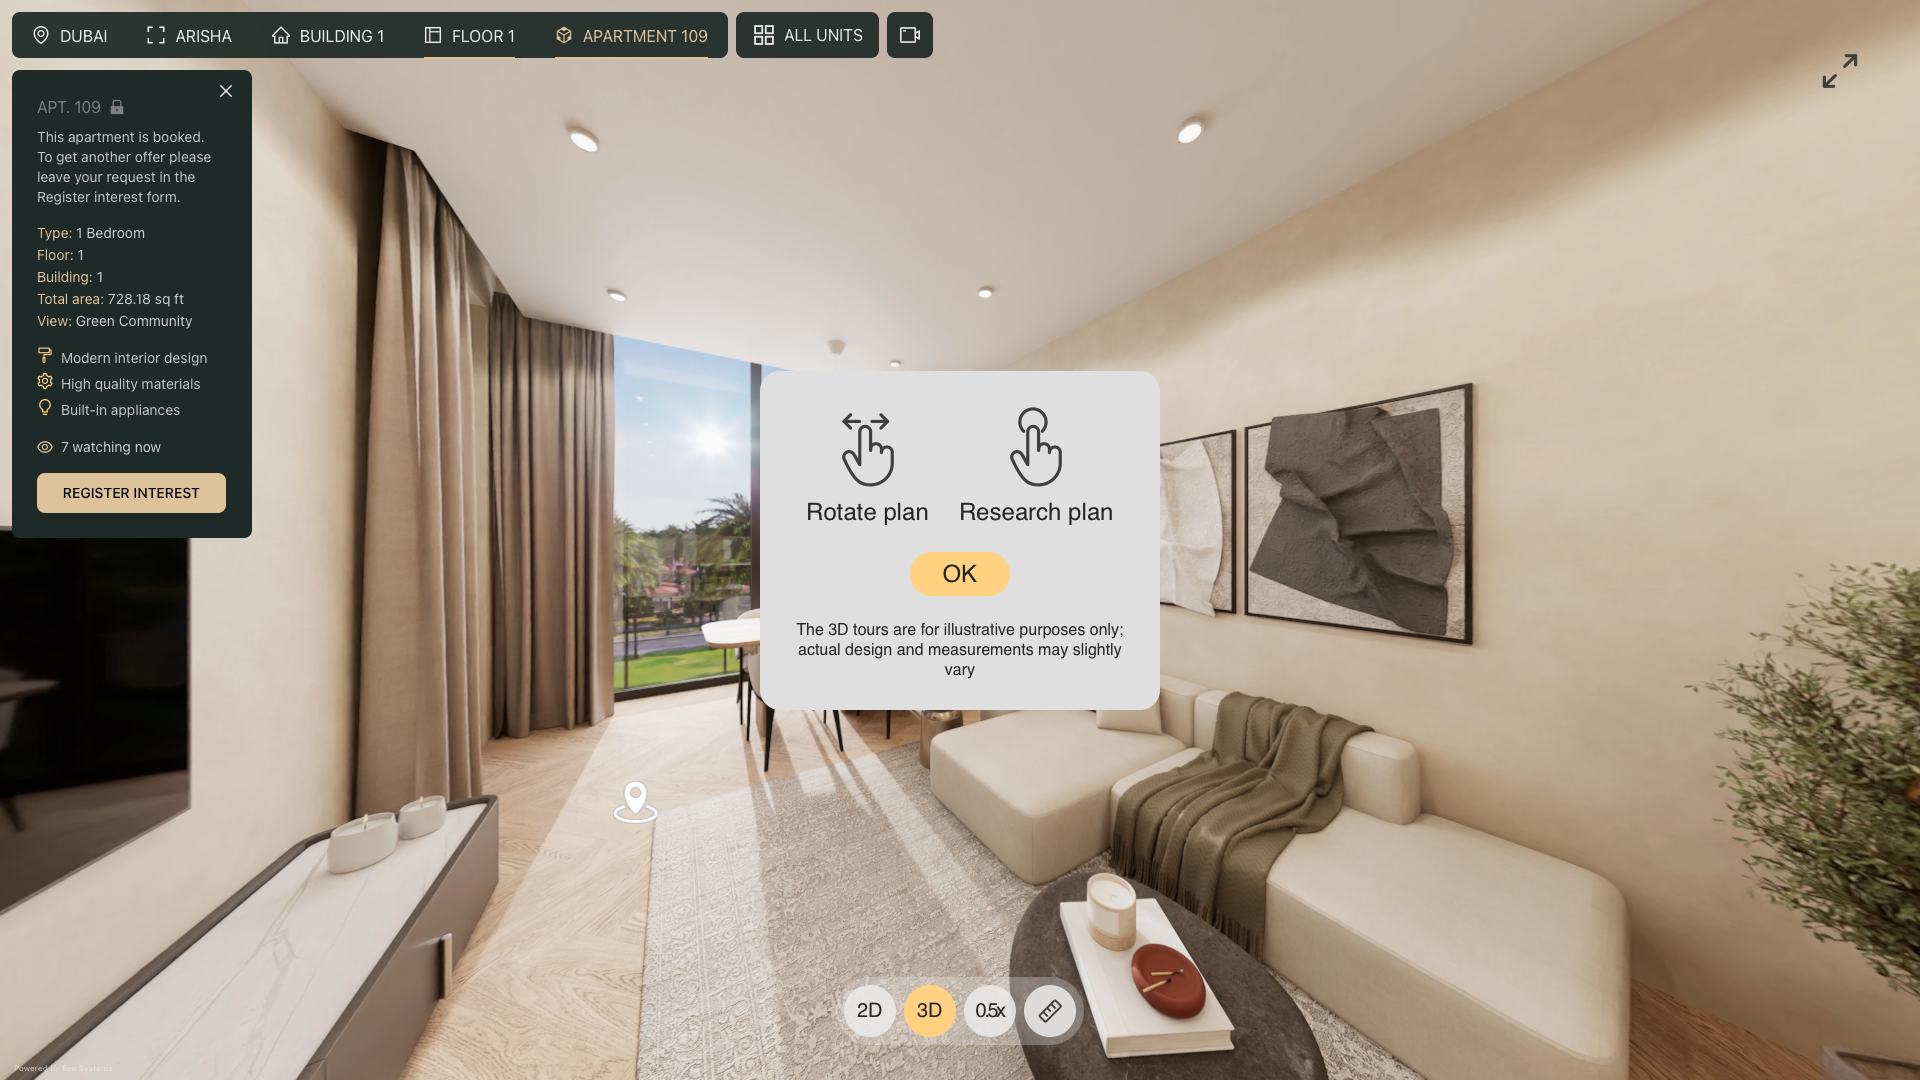 DUBAI
ARISHA
BUILDING 1
FLOOR 1
APARTMENT 109
ALL UNITS
APT. 109
This apartment is booked.
To get another offer please
leave your request in the
Register interest form.
Type: 1 Bedroom
Floor: 1
Building: 1
Total area: 728.18 sq ft
View: Green Community
Modern interior design
High quality materials
Built-in appliances
7 watching now
REGISTER INTEREST
Rotate plan
Research plan
OK
The 3D tours are for illustrative purposes only;
actual design and measurements may slightly
vary
2D
3D
0.5x
Powered by Eve Systems